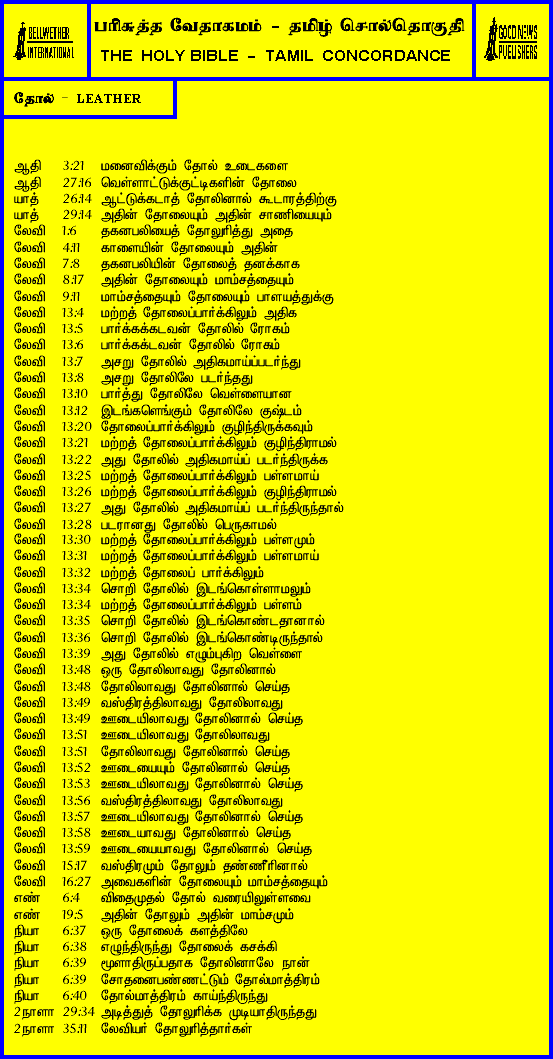 BELLWETHER
INTERNATIONAL
பரிசுத்த வேதாகமம் - தமிழ் சொல்தொகுதி
THE HOLY BIBLE - TAMIL CONCORDANCE
GOOD NEWS
PUBLISHERS
தோல் - LEATHER
ஆதி 3:21 மனைவிக்கும் தோல் உடைகளை
ஆதி 27:16 வெள்ளாட்டுக்குட்டிகளின் தோலை
யாத் 26:14 ஆட்டுக்கடாத் தோலினால் கூடாரத்திற்கு
யாத் 29:14 அதின் தோலையும் அதின் சாணியையும்
லேவி 1:6 தகனபலியைத் தோலுரித்து அதை
லேவி 4:11 காளையின் தோலையும் அதின்
லேவி 7:8 தகனபலியின் தோலைத் தனக்காக
லேவி 8:17 அதின் தோலையும் மாம்சத்தையும்
லேவி 9:11 மாம்சத்தையும் தோலையும் பாளயத்துக்கு
லேவி 13:4 மற்றத் தோலைப்பார்க்கிலும் அதிக
லேவி 13:5 பார்க்கக்கடவன் தோலில் ரோகம்
லேவி 13:6 பார்க்கக்டவன் தோலில் ரோகம்
லேவி 13:7 அசறு தோலில் அதிகமாய்ப்படர்ந்து
லேவி 13:8 அசறு தோலிலே படர்ந்தது
லேவி 13:10 பார்த்து தோலிலே வெள்ளையான
லேவி 13:12 இடங்களெங்கும் தோலிலே குஷ்டம்
லேவி 13:20 தோலைப்பார்க்கிலும் குழிந்திருக்கவும்
லேவி 13:21 மற்றத் தோலைப்பார்க்கிலும் குழிந்திராமல்
லேவி 13:22 அது தோலில் அதிகமாய்ப் படர்ந்திருக்க
லேவி 13:25 மற்றத் தோலைப்பார்க்கிலும் பள்ளமாய்
லேவி 13:26 மற்றத் தோலைப்பார்க்கிலும் குழிந்திராமல்
லேவி 13:27 அது தோலில் அதிகமாய்ப் படர்ந்திருந்தால்
லேவி 13:28 படரானது தோலில் பெருகாமல்
லேவி 13:30 மற்றத் தோலைப்பார்க்கிலும் பள்ளமும்
லேவி 13:31 மற்றத் தோலைப்பார்க்கிலும் பள்ளமாய்
லேவி 13:32 மற்றத் தோலைப் பார்க்கிலும்
லேவி 13:34 சொறி தோலில் இடங்கொள்ளாமலும்
லேவி 13:34 மற்றத் தோலைப்பார்க்கிலும் பள்ளம்
லேவி 13:35 சொறி தோலில் இடங்கொண்டதானால்
லேவி 13:36 சொறி தோலில் இடங்கொண்டிருந்தால்
லேவி 13:39 அது தோலில் எழும்புகிற வெள்ளை
லேவி 13:48 ஒரு தோலிலாவது தோலினால்
லேவி 13:48 தோலிலாவது தோலினால் செய்த
லேவி 13:49 வஸ்திரத்திலாவது தோலிலாவது
லேவி 13:49 ஊடையிலாவது தோலினால் செய்த
லேவி 13:51 ஊடையிலாவது தோலிலாவது
லேவி 13:51 தோலிலாவது தோலினால் செய்த
லேவி 13:52 ஊடையையும் தோலினால் செய்த
லேவி 13:53 ஊடையிலாவது தோலினால் செய்த
லேவி 13:56 வஸ்திரத்திலாவது தோலிலாவது
லேவி 13:57 ஊடையிலாவது தோலினால் செய்த
லேவி 13:58 ஊடையாவது தோலினால் செய்த
லேவி 13:59 ஊடையையாவது தோலினால் செய்த
லேவி 15:17 வஸ்திரமும் தோலும் தண்ணீரினால்
லேவி 16:27 அவைகளின் தோலையும் மாம்சத்தையும்
எண் 6:4 விதைமுதல் தோல் வரையிலுள்ளவை
எண் 19:5 அதின் தோலும் அதின் மாம்சமும்
நியா 6:37 ஒரு தோலைக் களத்திலே
நியா 6:38 எழுந்திருந்து தோலைக் கசக்கி
நியா 6:39 மூளாதிருப்பதாக தோலினாலே நான்
நியா 6:39 சோதனைபண்ணட்டும் தோல்மாத்திரம்
நியா 6:40 தோல்மாத்திரம் காய்ந்திருந்து
2நாளா 29:34 அடித்துத் தோலுரிக்க முடியாதிருந்தது
2நாளா 35:11 லேவியர் தோலுரித்தார்கள்